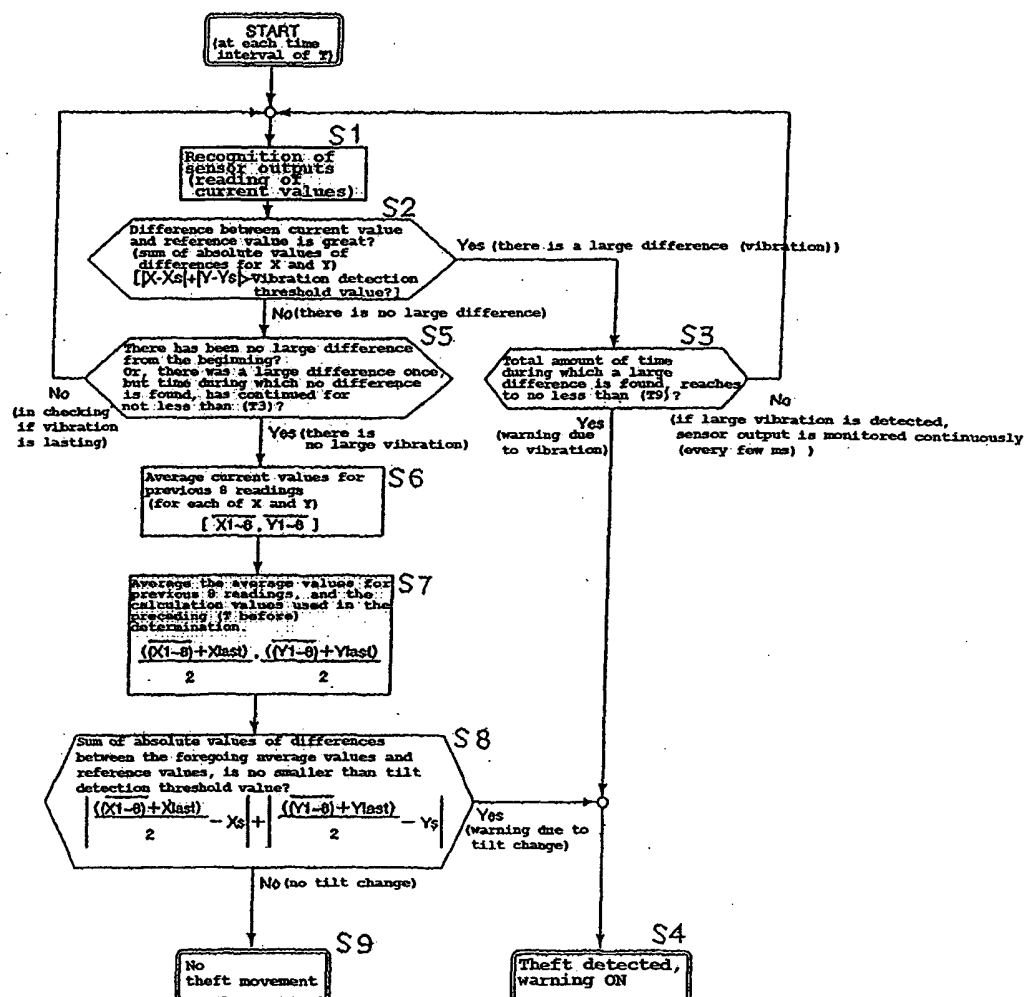 START
(at each time
interval of T)
S1
Recognition of
sensor outputs
(reading of
current values)
S2
Difference between current value
and reference value is great?
(sum of absolute values of
differences for X and Y)
[|X-Xs|+|Y-Ys|>Vibration detection
threshold value?]
Yes (there is a large difference (vibration))
No (there is no large difference)
S5
There has been no large difference
from the beginning?
Or, there was a large difference once,
but time during which no difference
is found, has continued for
not less than (T3)?
No
(in checking
if vibration
is lasting)
Yes (there is
no large vibration)
S3
Total amount of time
during which a large
difference is found, reaches
to no less than (T9)?
No
(if large vibration is detected,
sensor output is monitored continuously
(every few ms) )
Yes
(warning due
to vibration)
S6
Average current values for
previous 8 readings
(for each of X and Y)
[ X1~8 , Y1~8 ]
S7
Average the average values for
previous 8 readings, and the
calculation values used in the
preceding (T before)
determination.
((X1~8)+Xlast) , ((Y1~8)+Ylast)
2 2
S8
Sum of absolute values of differences
between the foregoing average values and
reference values, is no smaller than tilt
detection threshold value?
| ((X1~8)+Xlast) / 2 - Xs | + | ((Y1~8)+Ylast) / 2 - Ys |
Yes
(warning due to
tilt change)
No (no tilt change)
S9
No
theft movement
S4
Theft detected,
warning ON